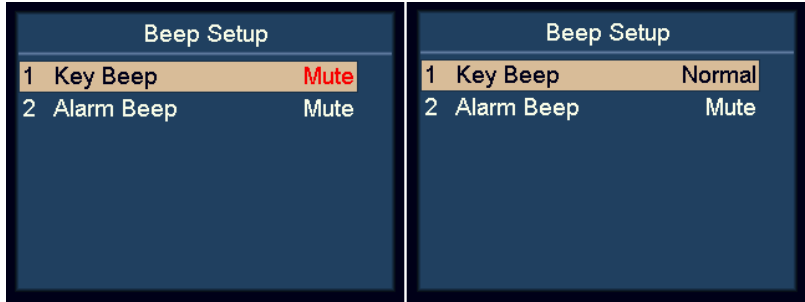 Beep Setup
1 Key Beep Mute
2 Alarm Beep Mute
Beep Setup
1 Key Beep Normal
2 Alarm Beep Mute